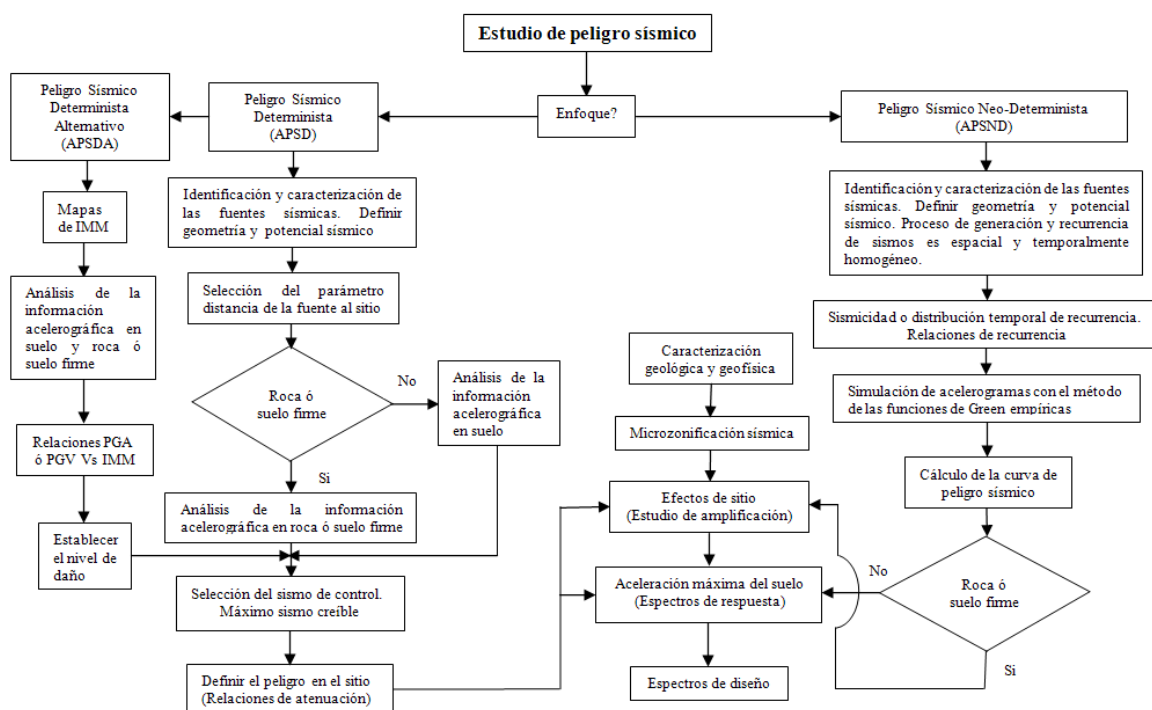 Estudio de peligro sísmico
Enfoque?
Peligro Sísmico
Determinista
Alternativo
(APSDA)
Mapas
de IMM
Análisis de la
información
acelerográfica en
suelo y roca ó
suelo firme
Relaciones PGA
ó PGV Vs IMM
Establecer
el nivel de
daño
Peligro Sísmico
Determinista
(APSD)
Identificación y caracterización de
las fuentes sísmicas. Definir
geometría y potencial sísmico
Selección del parámetro
distancia de la fuente al sitio
Roca ó
suelo firme
No
Análisis de la
información
acelerográfica
en suelo
Si
Análisis de la información
acelerográfica en roca ó suelo firme
Selección del sismo de control.
Máximo sismo creíble
Definir el peligro en el sitio
(Relaciones de atenuación)
Caracterización
geológica y geofísica
Microzonificación sísmica
Efectos de sitio
(Estudio de amplificación)
Aceleración máxima del suelo
(Espectros de respuesta)
Espectros de diseño
Peligro Sísmico Neo-Determinista
(APSND)
Identificación y caracterización de las fuentes
sísmicas. Definir geometría y potencial
sísmico. Proceso de generación y recurrencia
de sismos es espacial y temporalmente
homogéneo.
Sismicidad o distribución temporal de recurrencia.
Relaciones de recurrencia
Simulación de acelerogramas con el método
de las funciones de Green empíricas
Cálculo de la curva de
peligro sísmico
Roca ó
suelo firme
No
Si